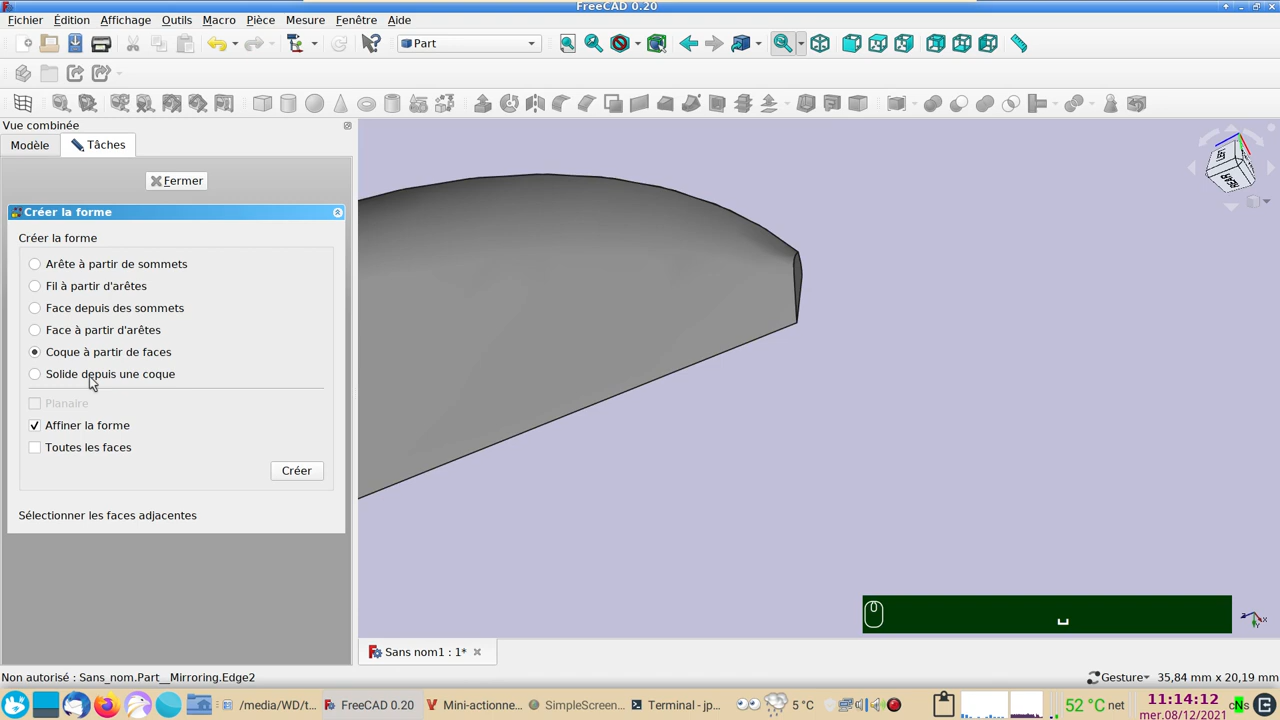 FreeCAD 0.20
Fichier Édition Affichage Outils Macro Pièce Mesure Fenêtre Aide
Part
Vue combinée
Modèle Tâches
Fermer
Créer la forme
Créer la forme
Arête à partir de sommets
Fil à partir d'arêtes
Face depuis des sommets
Face à partir d'arêtes
Coque à partir de faces
Solide depuis une coque
Planaire
Affiner la forme
Toutes les faces
Créer
Sélectionner les faces adjacentes
Sans nom1 : 1*
Non autorisé : Sans_nom.Part__Mirroring.Edge2
Gesture 35,84 mm x 20,19 mm
/media/WD/t... FreeCAD 0.20 Mini-actionne... SimpleScreen... Terminal - jp... 5 °C 52 °C net 11:14:12
mer.08/12/2021